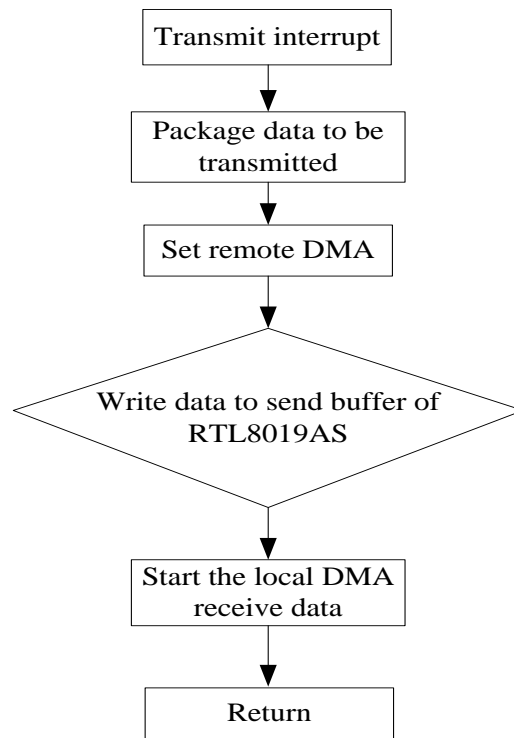 Transmit interrupt
Package data to be
transmitted
Set remote DMA
Write data to send buffer of
RTL8019AS
Start the local DMA
receive data
Return